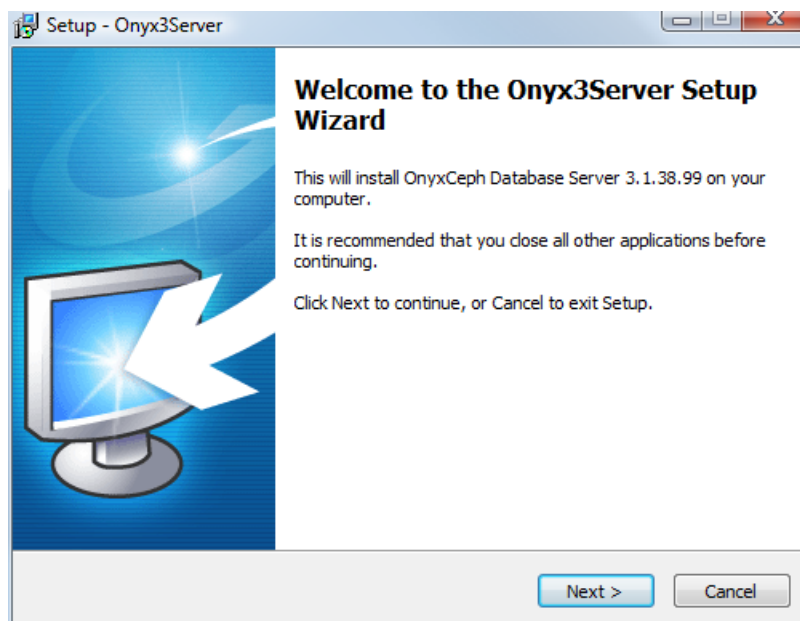 Setup - Onyx3Server
Welcome to the Onyx3Server Setup
Wizard
This will install OnyxCeph Database Server 3.1.38.99 on your
computer.
It is recommended that you close all other applications before
continuing.
Click Next to continue, or Cancel to exit Setup.
Next >
Cancel